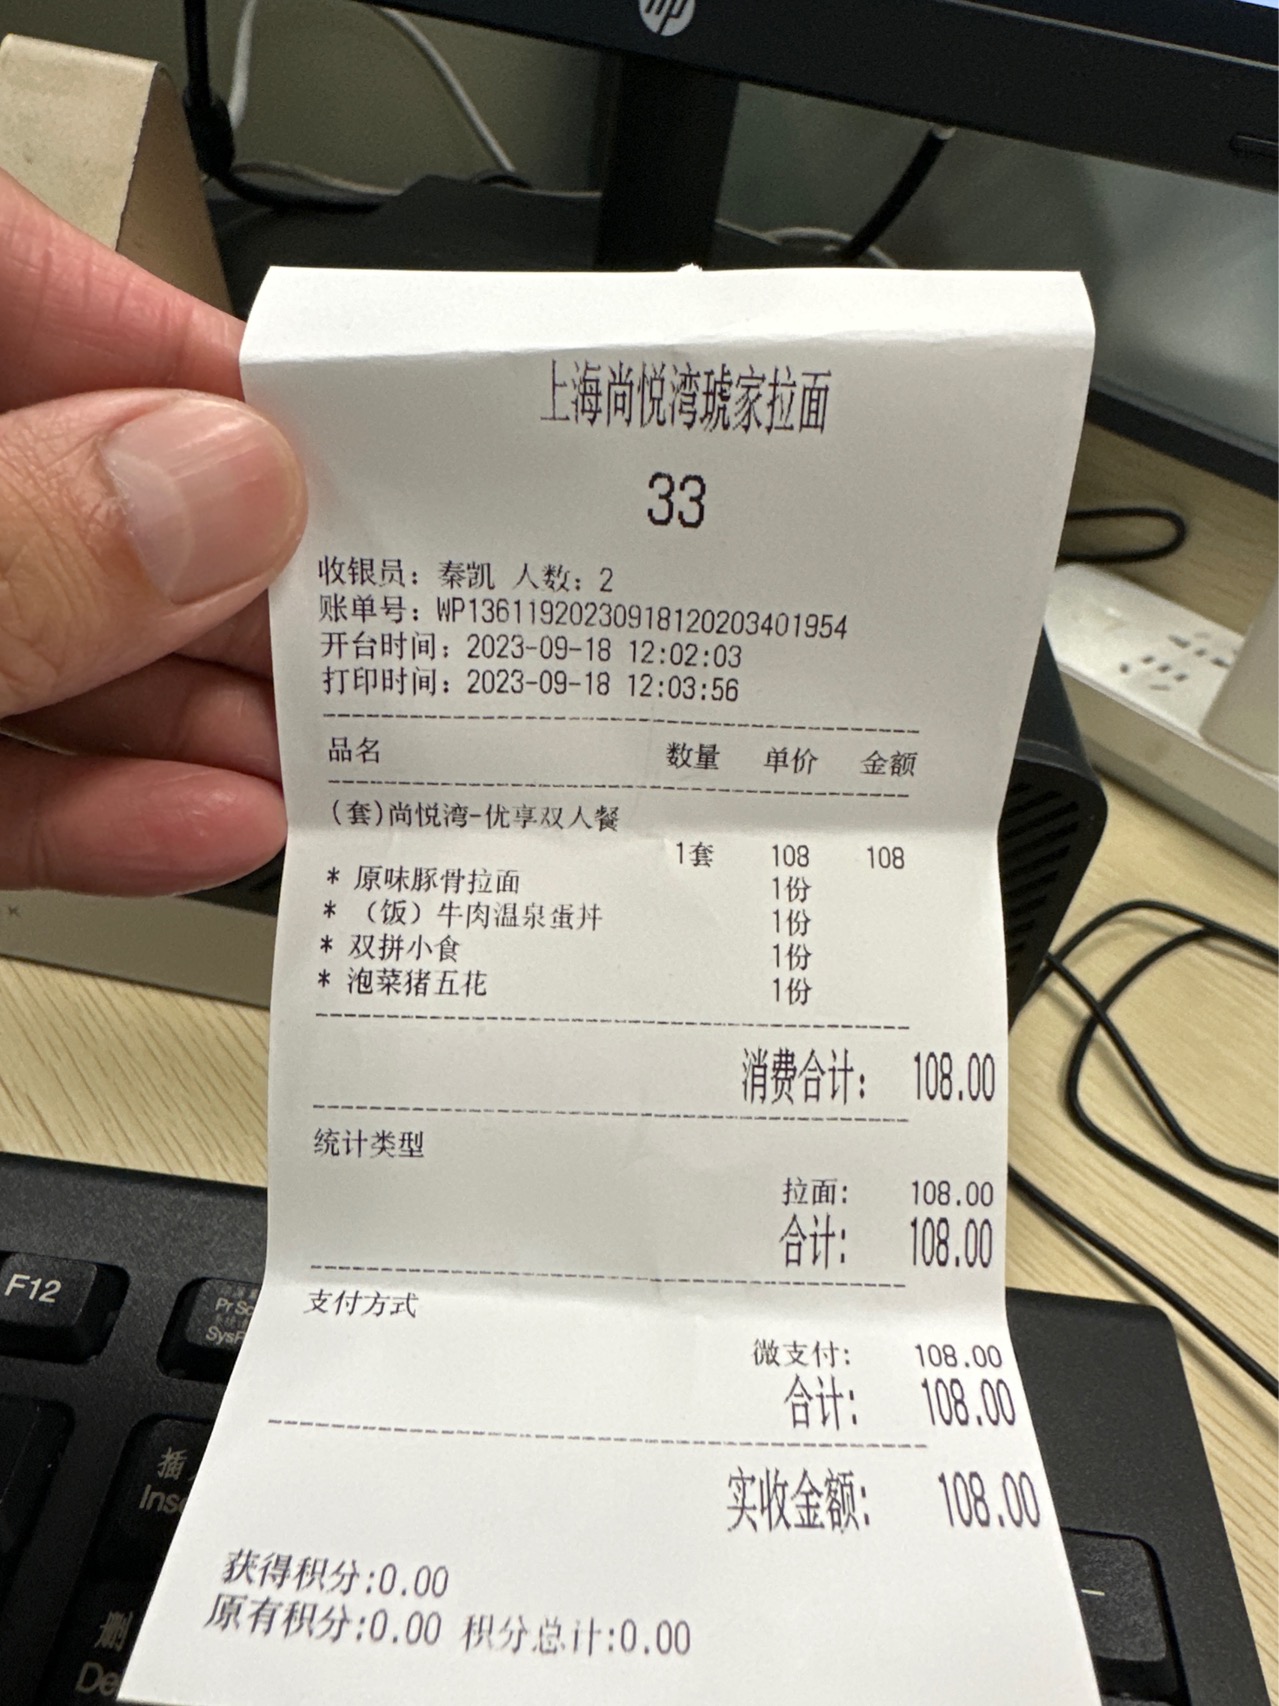 hp
上海尚悦湾琥家拉面
33
收银员：秦凯 人数：2
账单号：WP13611920230918120203401954
开台时间：2023-09-18 12:02:03
打印时间：2023-09-18 12:03:56
品名 数量 单价 金额
(套)尚悦湾-优享双人餐
1套 108 108
* 原味豚骨拉面 1份
* （饭）牛肉温泉蛋丼 1份
* 双拼小食 1份
* 泡菜猪五花 1份
消费合计： 108.00
统计类型
拉面： 108.00
合计： 108.00
支付方式
微支付： 108.00
合计： 108.00
实收金额： 108.00
获得积分:0.00
原有积分:0.00 积分总计:0.00
F12
Pr
插
删